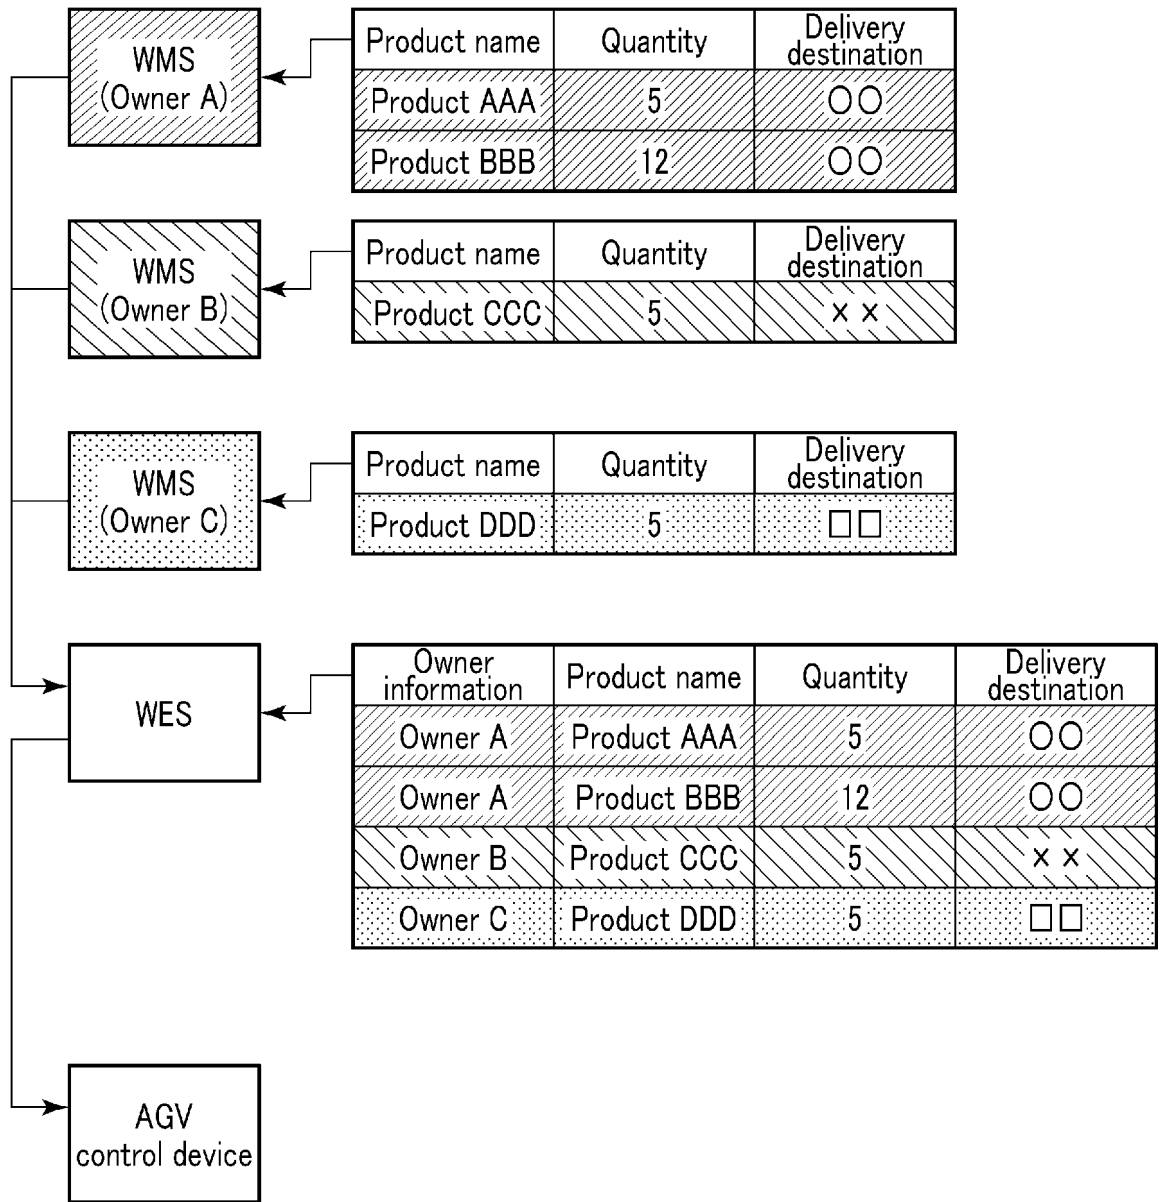 WMS
(Owner A)
Product name Quantity Delivery
destination
Product AAA 5 ○○
Product BBB 12 ○○
WMS
(Owner B)
Product name Quantity Delivery
destination
Product CCC 5 ××
WMS
(Owner C)
Product name Quantity Delivery
destination
Product DDD 5 □□
WES
Owner
information Product name Quantity Delivery
destination
Owner A Product AAA 5 ○○
Owner A Product BBB 12 ○○
Owner B Product CCC 5 ××
Owner C Product DDD 5 □□
AGV
control device